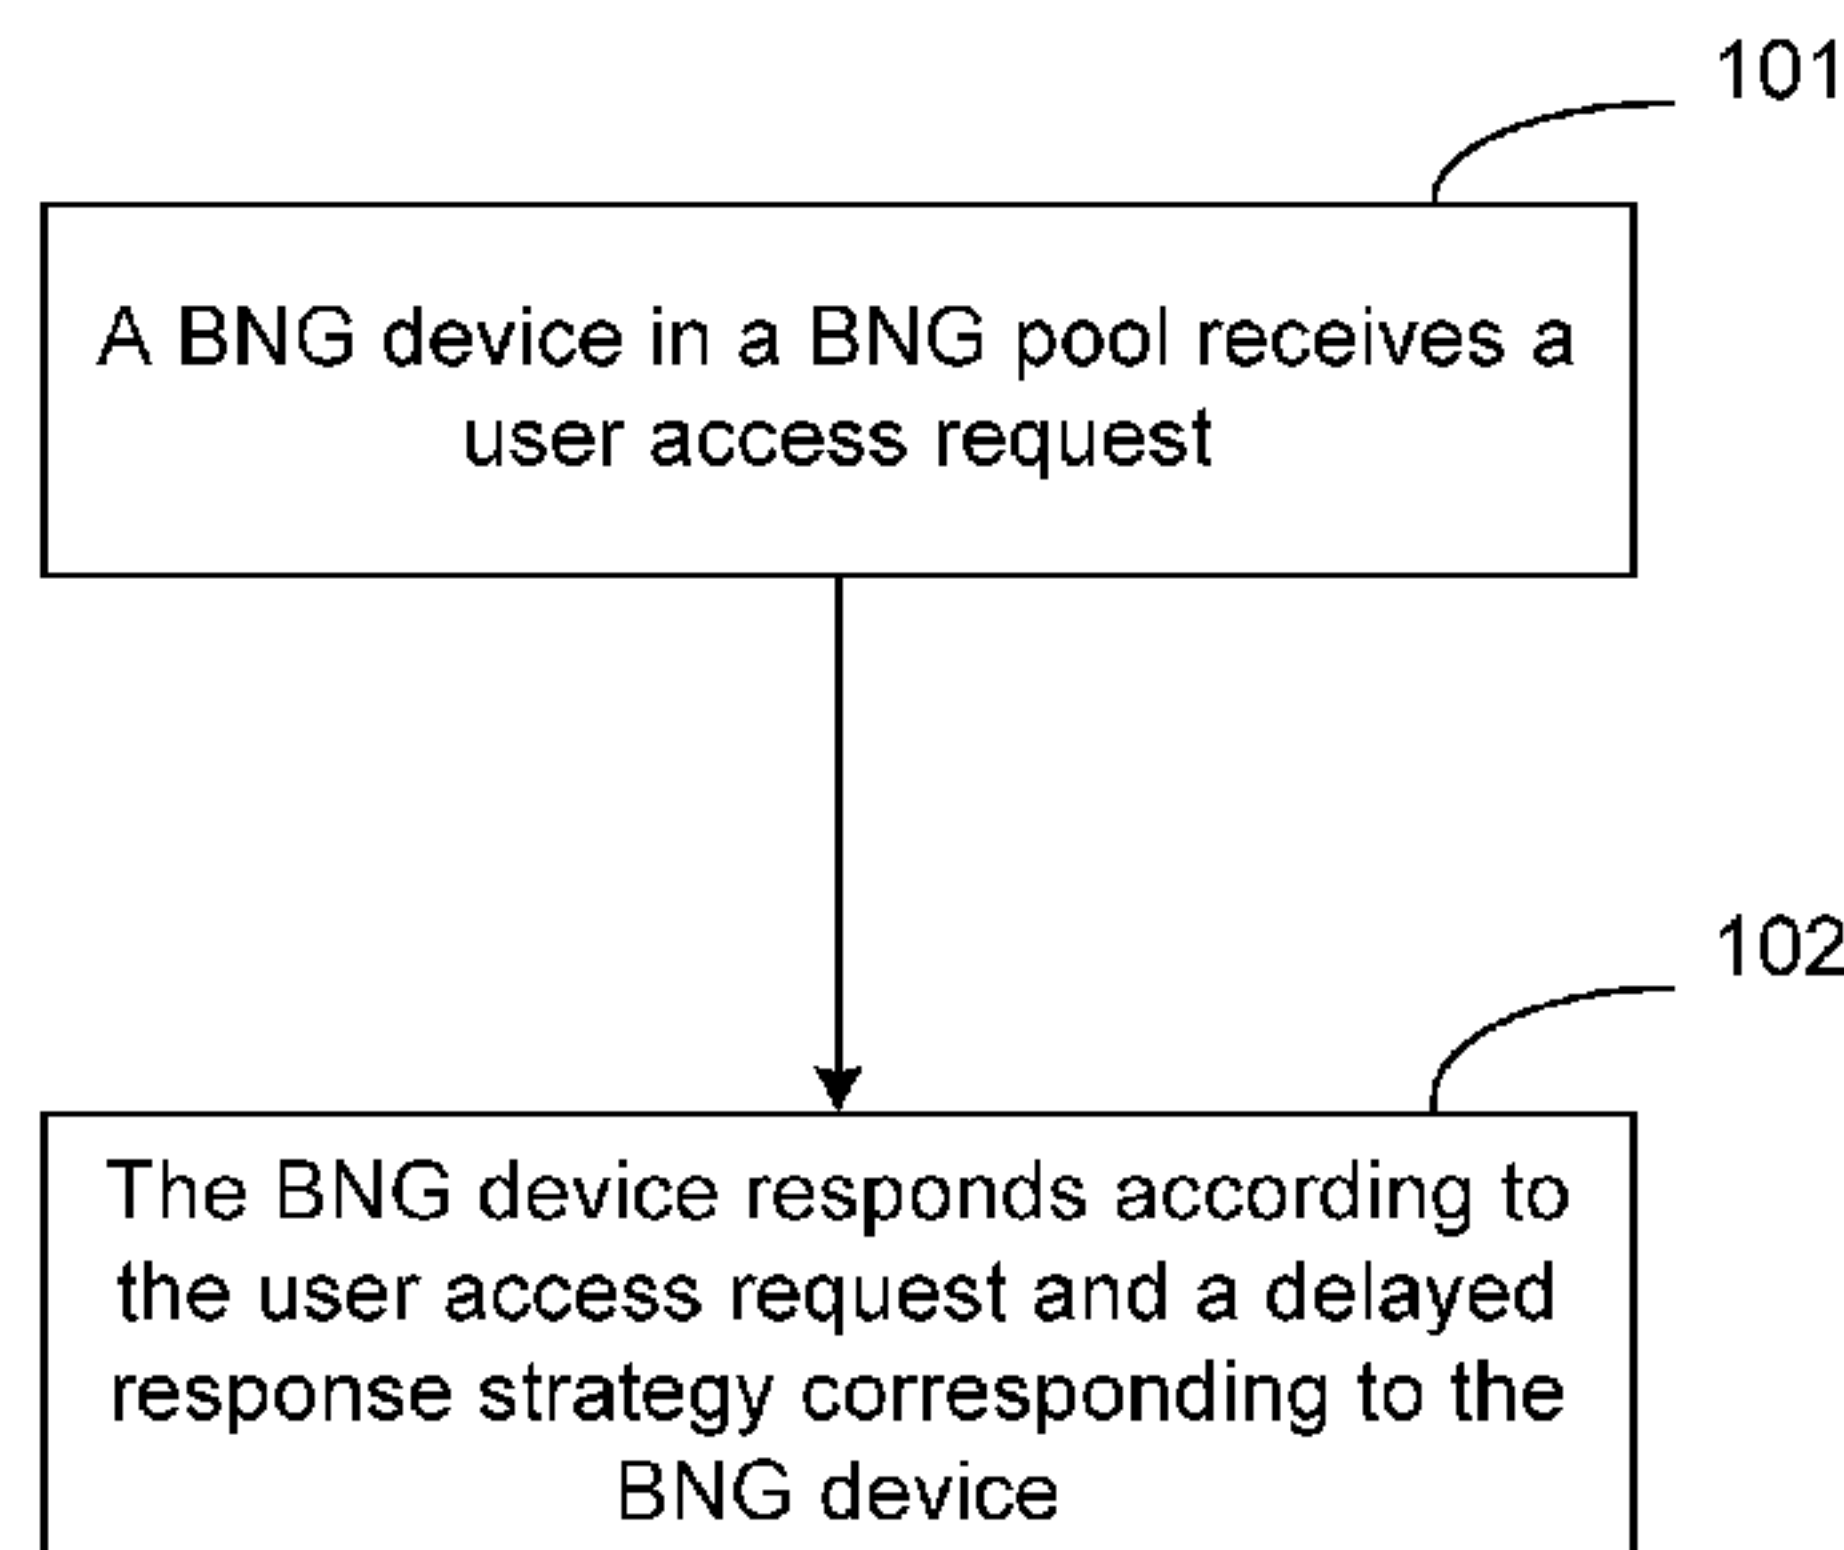 101
A BNG device in a BNG pool receives a
user access request
102
The BNG device responds according to
the user access request and a delayed
response strategy corresponding to the
BNG device